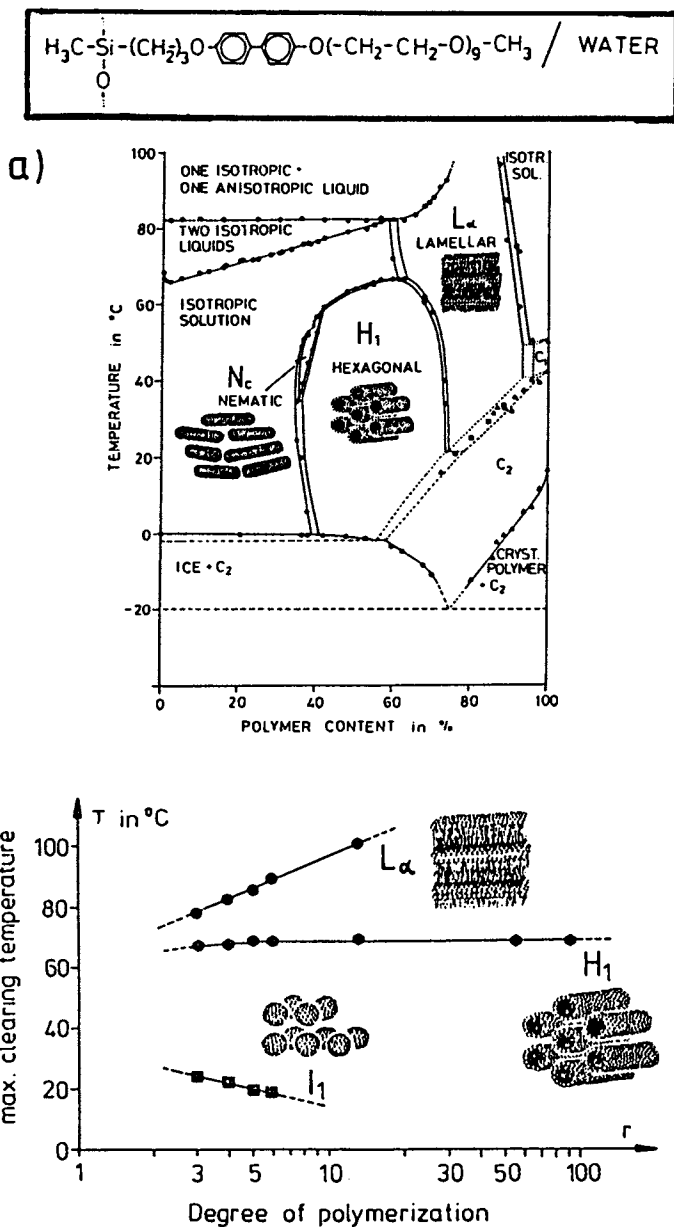 H3C-Si-(CH2)3O-⌬-⌬-O(-CH2-CH2-O)9-CH3 / WATER
O
a)
TEMPERATURE in °C
100
80
60
40
20
0
-20
ONE ISOTROPIC +
ONE ANISOTROPIC LIQUID
TWO ISOTROPIC
LIQUIDS
ISOTROPIC
SOLUTION
ISOTR.
SOL.
Lα
LAMELLAR
H1
HEXAGONAL
Nc
NEMATIC
C1
C2
ICE + C2
CRYST.
POLYMER
+ C2
0 20 40 60 80 100
POLYMER CONTENT in %
max. clearing temperature
T in °C
100
80
60
40
20
0
Lα
H1
I1
r
1 3 5 10 30 50 100
Degree of polymerization